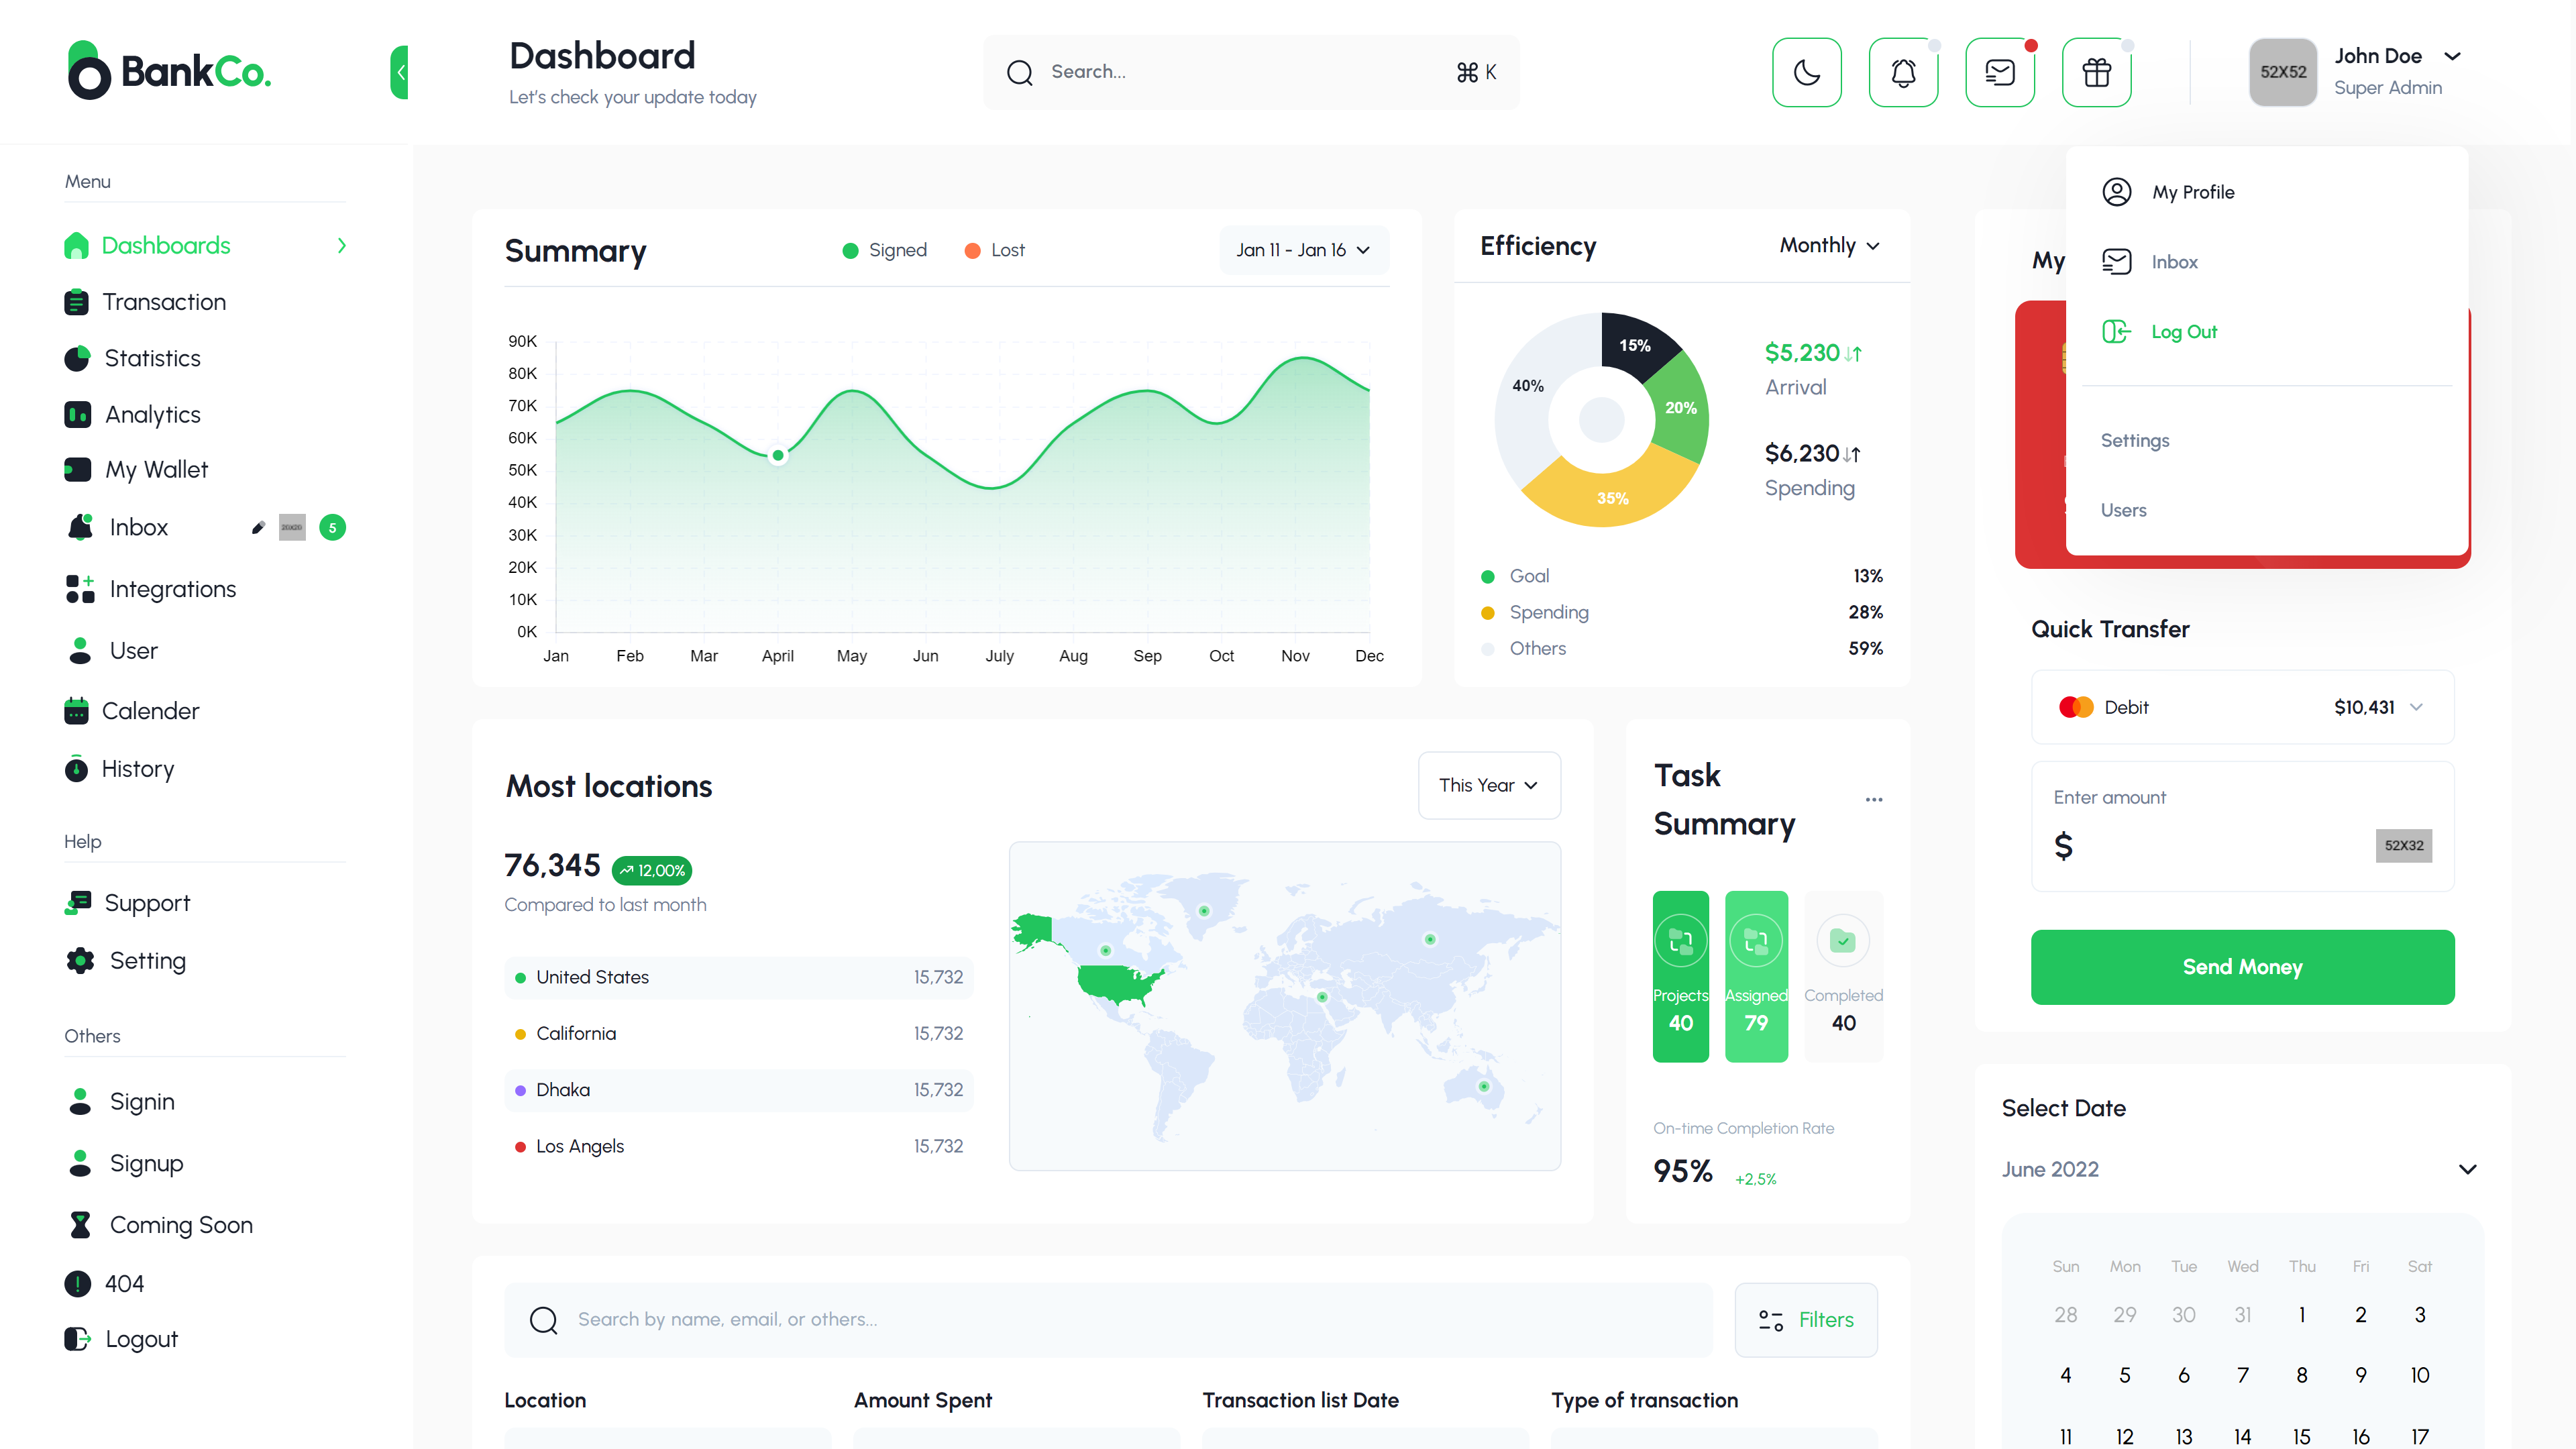 BankCo.
Dashboard
Let's check your update today
Search...
⌘ K
52X52
John Doe
Super Admin
Menu
Dashboards
Transaction
Statistics
Analytics
My Wallet
Inbox
20X20
5
Integrations
User
Calender
History
Help
Support
Setting
Others
Signin
Signup
Coming Soon
404
Logout
Summary
Signed
Lost
Jan 11 - Jan 16
90K
80K
70K
60K
50K
40K
30K
20K
10K
0K
Jan Feb Mar April May Jun July Aug Sep Oct Nov Dec
Efficiency
Monthly
15%
20%
35%
40%
$5,230
Arrival
$6,230
Spending
Goal 13%
Spending 28%
Others 59%
Most locations
This Year
76,345
12,00%
Compared to last month
United States 15,732
California 15,732
Dhaka 15,732
Los Angels 15,732
Task
Summary
...
Projects
40
Assigned
79
Completed
40
On-time Completion Rate
95% +2,5%
Search by name, email, or others...
Filters
Location
Amount Spent
Transaction list Date
Type of transaction
My
My Profile
Inbox
Log Out
Settings
Users
Quick Transfer
Debit $10,431
Enter amount
$
52X32
Send Money
Select Date
June 2022
Sun Mon Tue Wed Thu Fri Sat
28 29 30 31 1 2 3
4 5 6 7 8 9 10
11 12 13 14 15 16 17